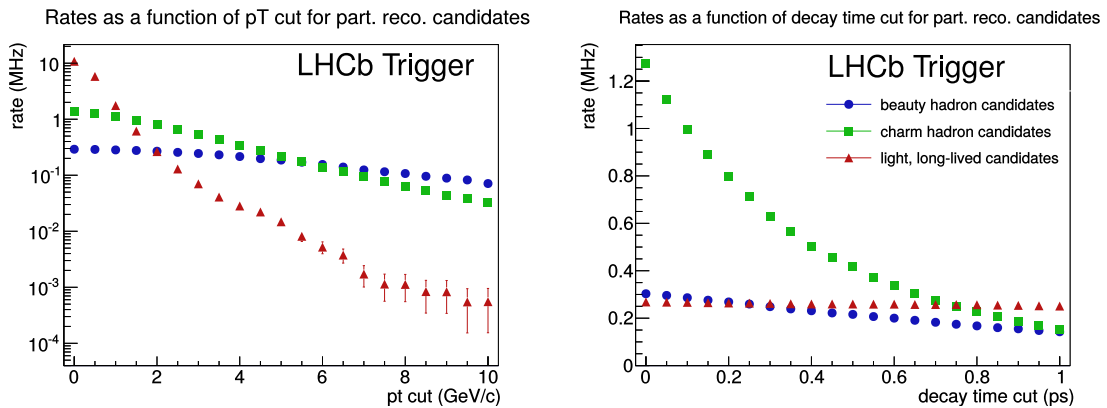 Rates as a function of pT cut for part. reco. candidates
LHCb Trigger
rate (MHz)
10
1
10^-1
10^-2
10^-3
10^-4
0 2 4 6 8 10
pt cut (GeV/c)
Rates as a function of decay time cut for part. reco. candidates
LHCb Trigger
beauty hadron candidates
charm hadron candidates
light, long-lived candidates
rate (MHz)
1.2
1
0.8
0.6
0.4
0.2
0
0 0.2 0.4 0.6 0.8 1
decay time cut (ps)